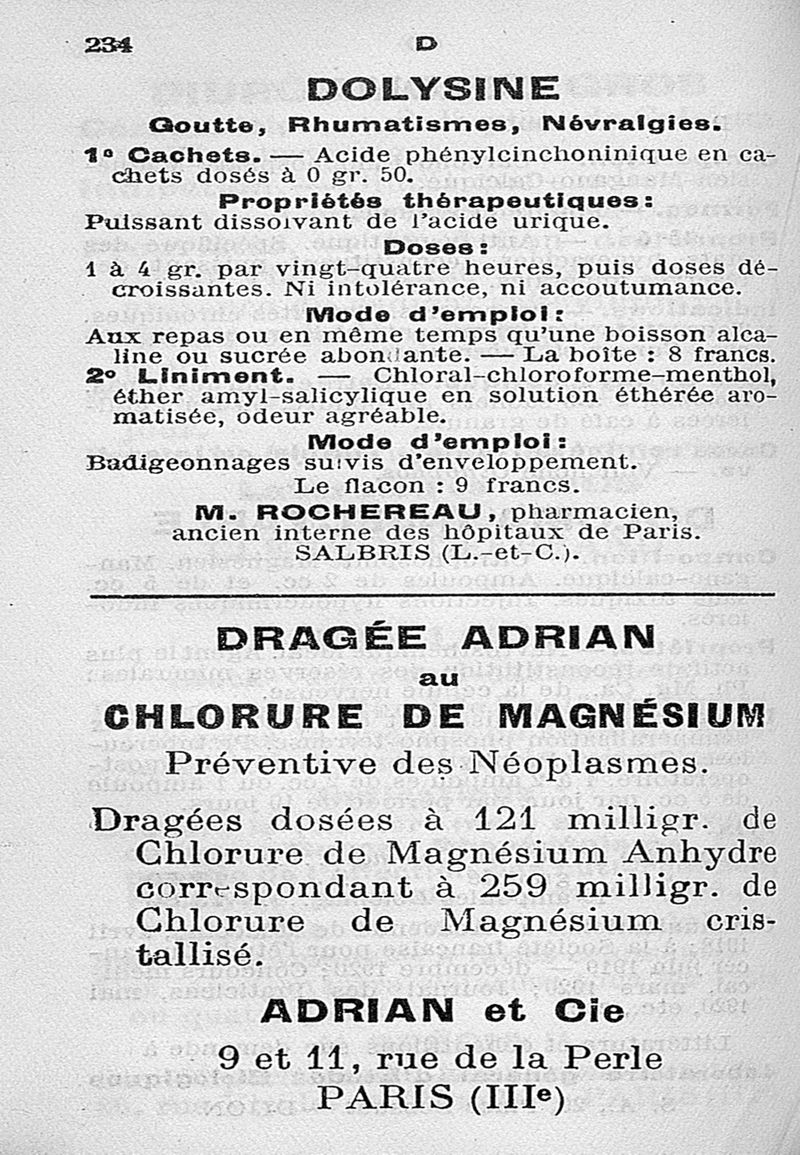 234
D
DOLYSINE
Goutte, Rhumatismes, Névralgies.
1º Cachets. — Acide phénylcinchoninique en ca-
chets dosés à 0 gr. 50.
Propriétés thérapeutiques :
Puissant dissolvant de l'acide urique.
Doses :
1 à 4 gr. par vingt-quatre heures, puis doses dé-
croissantes. Ni intolérance, ni accoutumance.
Mode d'emploi :
Aux repas ou en même temps qu'une boisson alca-
line ou sucrée abondante. — La boîte : 8 francs.
2º Liniment. — Chloral-chloroforme-menthol,
éther amyl-salicylique en solution éthérée aro-
matisée, odeur agréable.
Mode d'emploi :
Badigeonnages suivis d'enveloppement.
Le flacon : 9 francs.
M. ROCHEREAU, pharmacien,
ancien interne des hôpitaux de Paris.
SALBRIS (L.-et-C.).
DRAGÉE ADRIAN
au
CHLORURE DE MAGNÉSIUM
Préventive des Néoplasmes.
Dragées dosées à 121 milligr. de
Chlorure de Magnésium Anhydre
correspondant à 259 milligr. de
Chlorure de Magnésium cris-
tallisé.
ADRIAN et Cie
9 et 11, rue de la Perle
PARIS (IIIe)